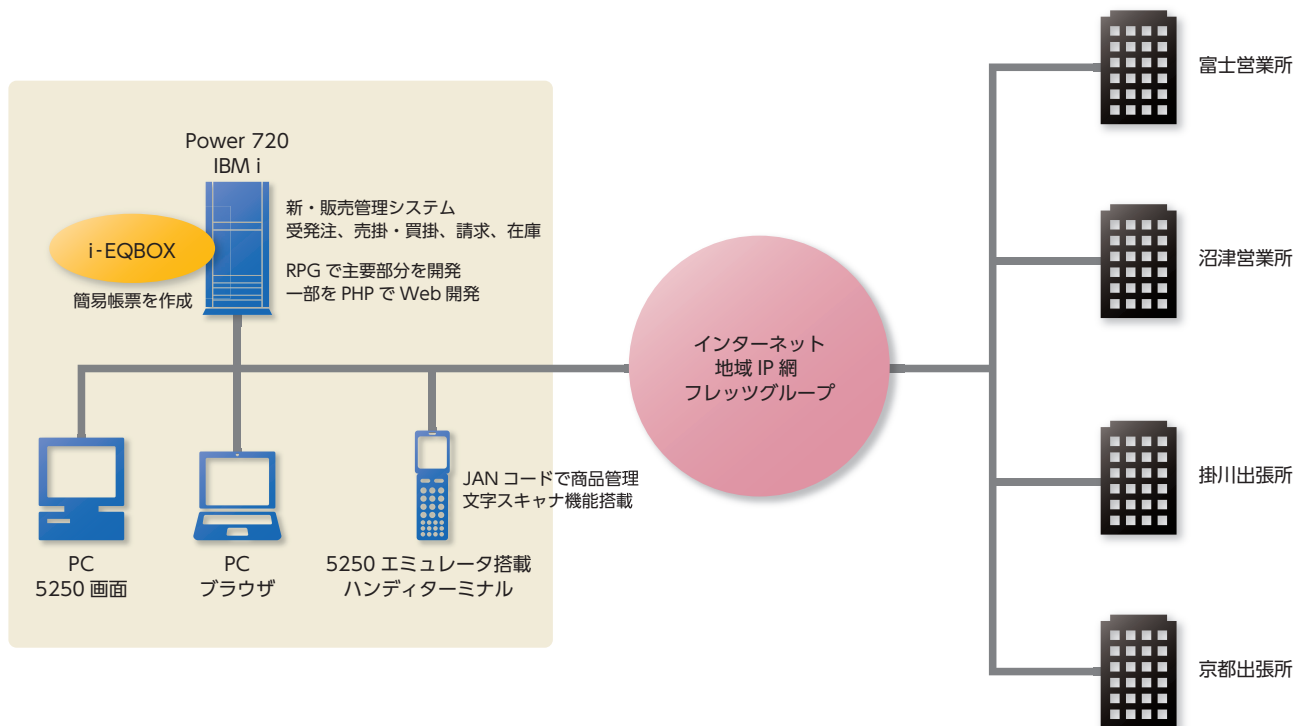 Power 720
IBM i
i-EQBOX
簡易帳票を作成
新・販売管理システム
受発注、売掛・買掛、請求、在庫
RPG で主要部分を開発
一部を PHP で Web 開発
PC
5250 画面
PC
ブラウザ
JAN コードで商品管理
文字スキャナ機能搭載
5250 エミュレータ搭載
ハンディターミナル
インターネット
地域 IP 網
フレッツグループ
富士営業所
沼津営業所
掛川出張所
京都出張所